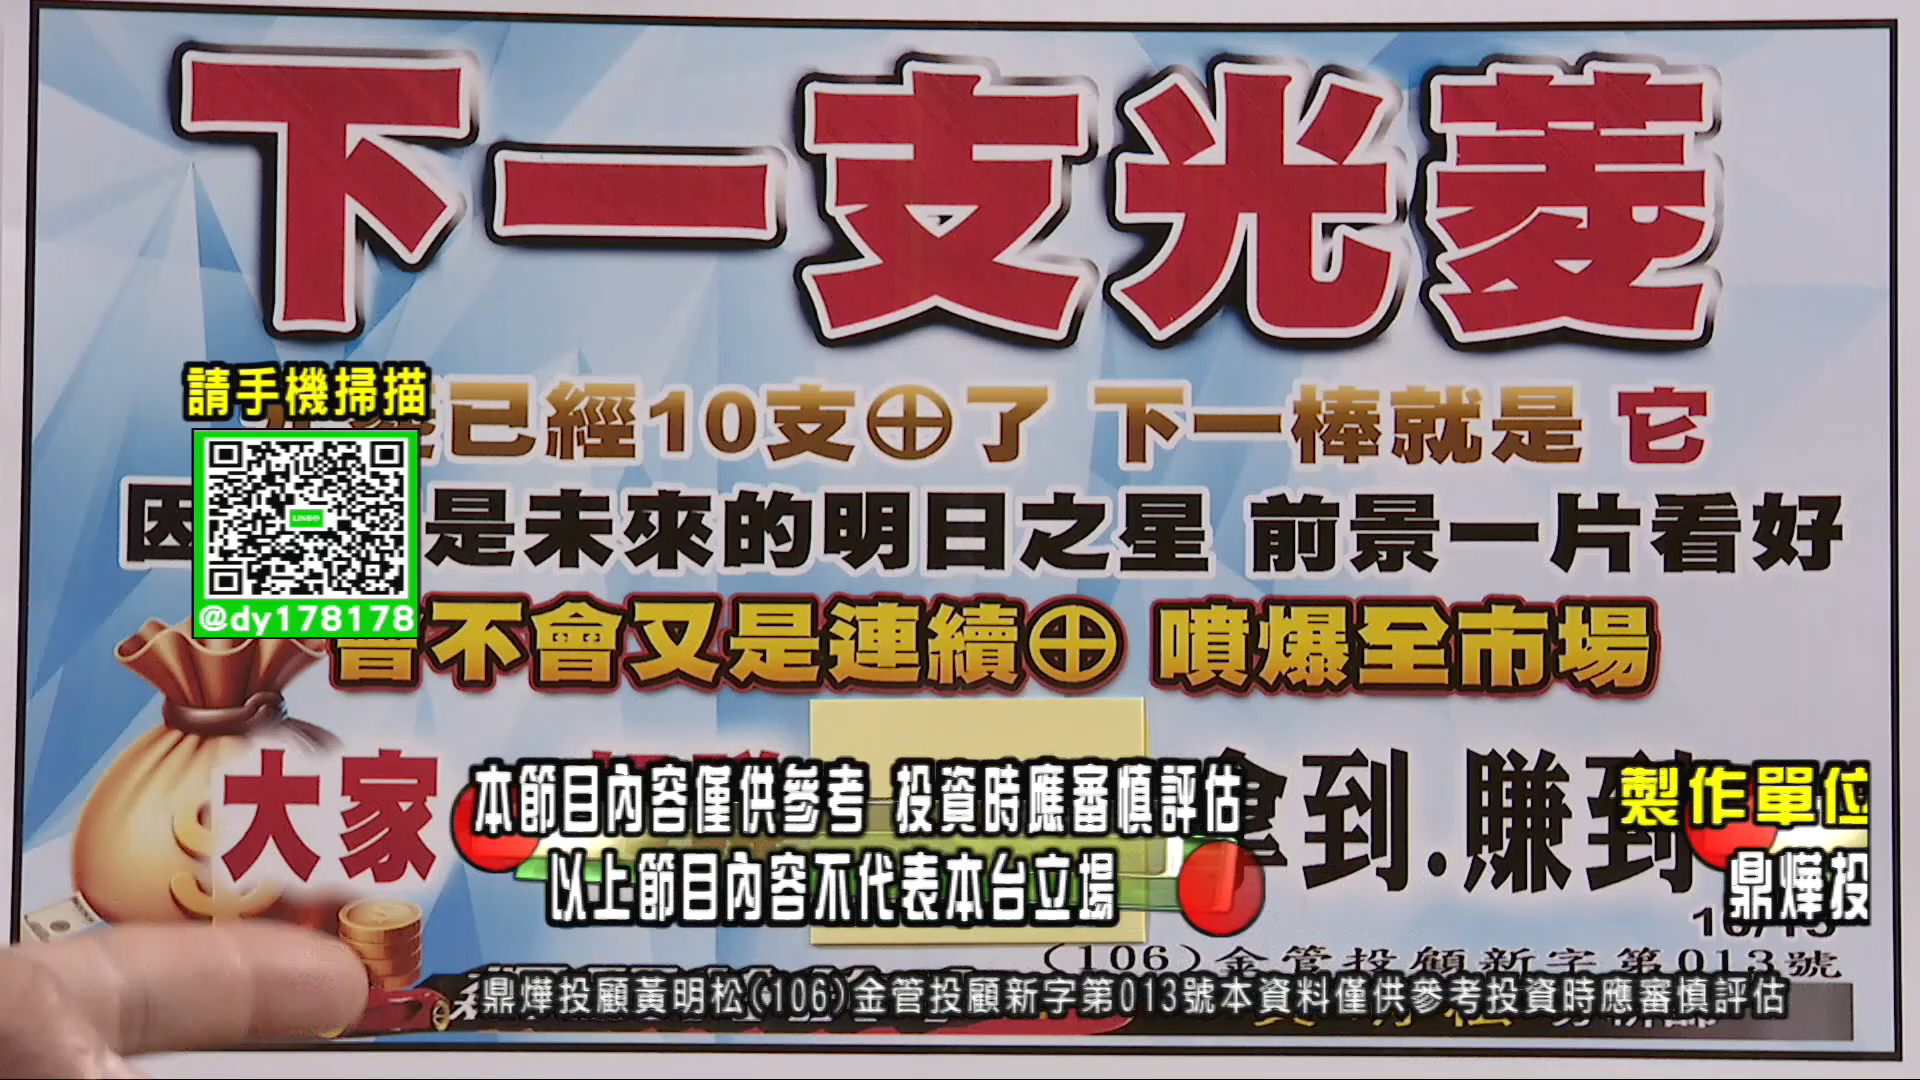 下一支光菱
請手機掃描
已經10支⊕了 下一棒就是 它
因 是未來的明日之星 前景一片看好
@dy178178
會不會又是連續⊕ 噴爆全市場
大家 拿到.賺到
本節目內容僅供參考 投資時應審慎評估
以上節目內容不代表本台立場
製作單位
鼎燁投
10/15
(106)金管投顧新字第013號
鼎燁投顧黃明松(106)金管投顧新字第013號本資料僅供參考投資時應審慎評估